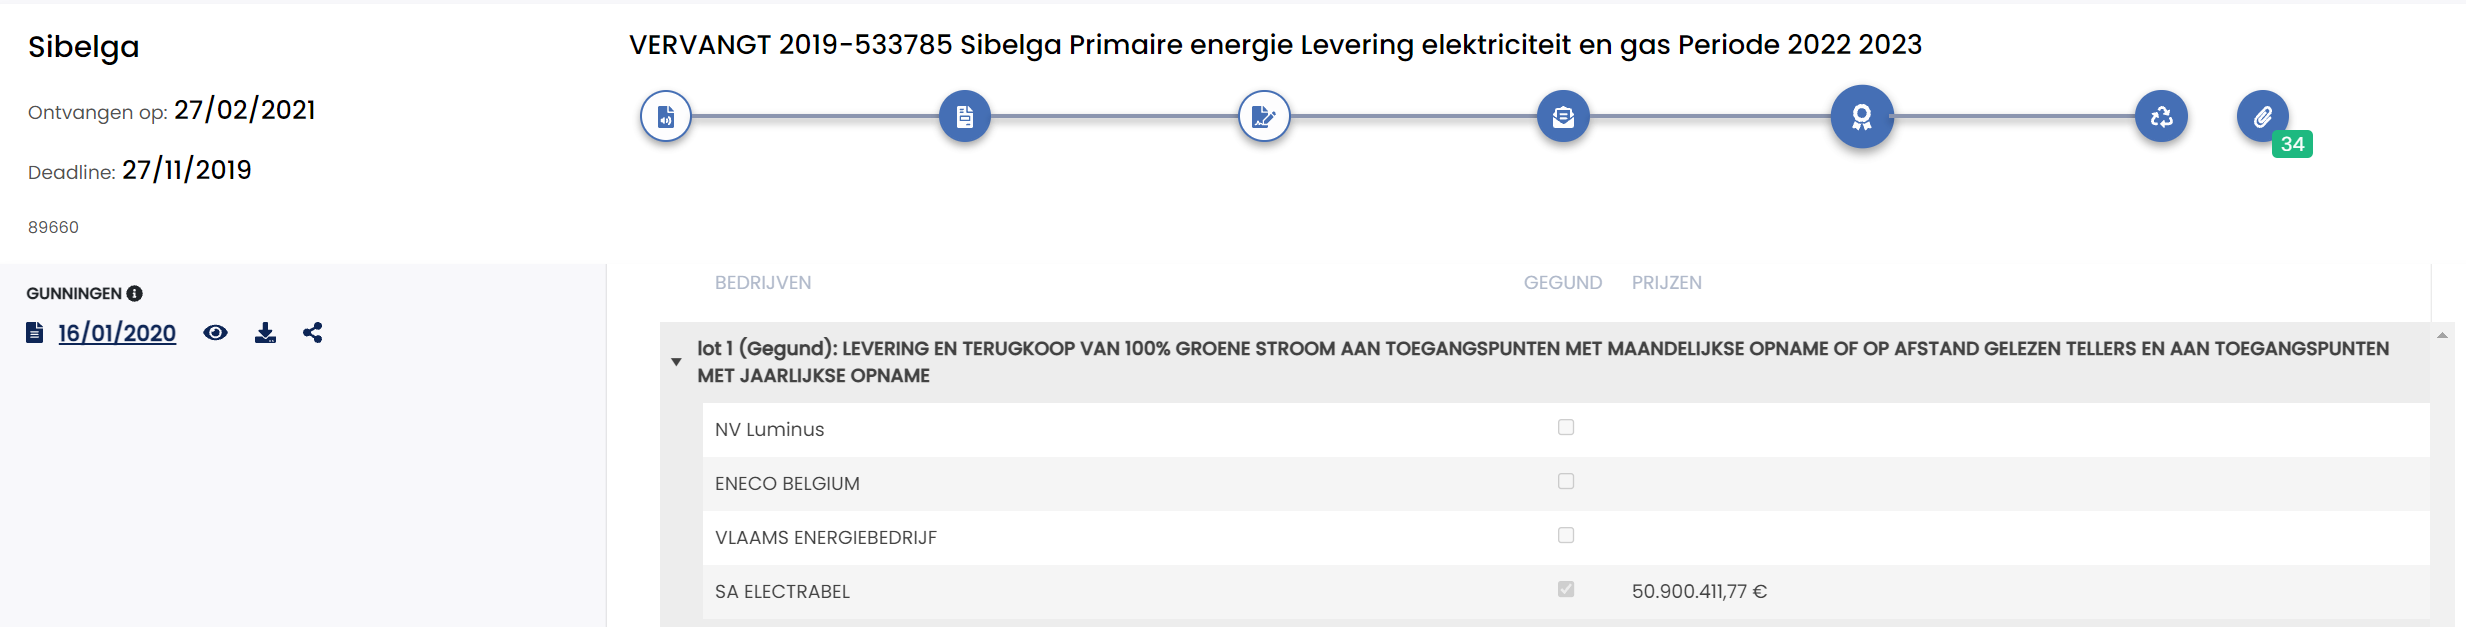 Sibelga
VERVANGT 2019-533785 Sibelga Primaire energie Levering elektriciteit en gas Periode 2022 2023
Ontvangen op: 27/02/2021
34
Deadline: 27/11/2019
89660
GUNNINGEN
16/01/2020
BEDRIJVEN GEGUND PRIJZEN
lot 1 (Gegund): LEVERING EN TERUGKOOP VAN 100% GROENE STROOM AAN TOEGANGSPUNTEN MET MAANDELIJKSE OPNAME OF OP AFSTAND GELEZEN TELLERS EN AAN TOEGANGSPUNTEN
MET JAARLIJKSE OPNAME
NV Luminus
ENECO BELGIUM
VLAAMS ENERGIEBEDRIJF
SA ELECTRABEL 50.900.411,77 €